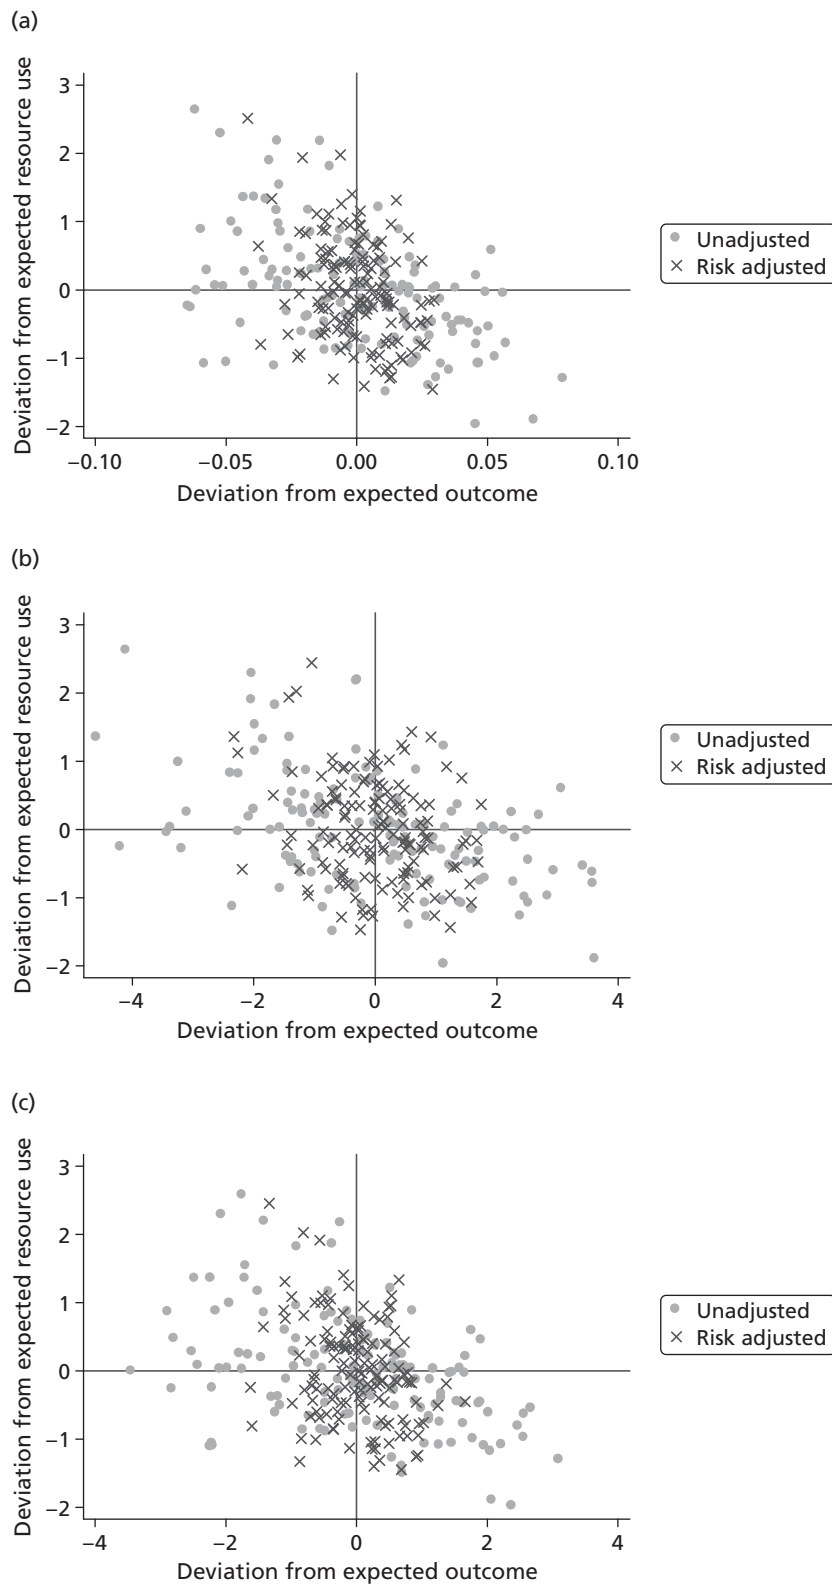 (a)
Deviation from expected resource use
3
2
1
0
−1
−2
−0.10
−0.05
0.00
0.05
0.10
Deviation from expected outcome
Unadjusted
Risk adjusted
(b)
Deviation from expected resource use
3
2
1
0
−1
−2
−4
−2
0
2
4
Deviation from expected outcome
Unadjusted
Risk adjusted
(c)
Deviation from expected resource use
3
2
1
0
−1
−2
−4
−2
0
2
4
Deviation from expected outcome
Unadjusted
Risk adjusted